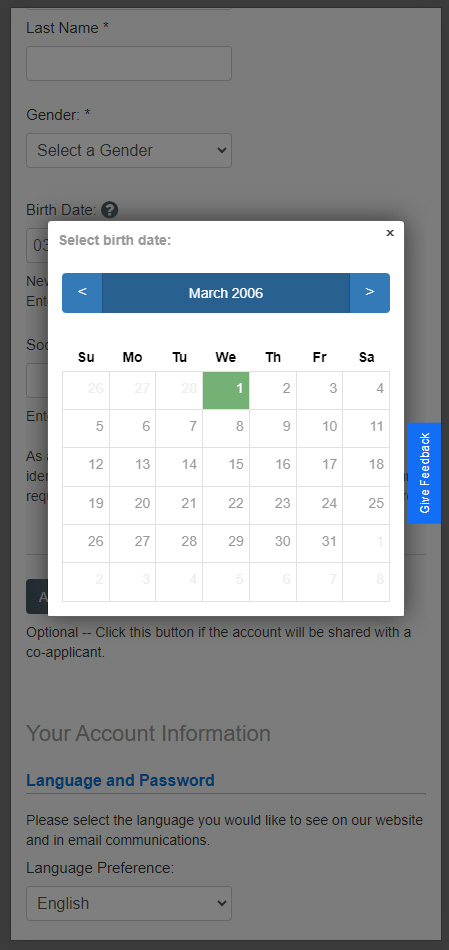 Last Name *
Gender: *
Select a Gender
Birth Date:
03
Select birth date:
×
< March 2006 >
Su Mo Tu We Th Fr Sa
26 27 28 1 2 3 4
5 6 7 8 9 10 11
12 13 14 15 16 17 18
19 20 21 22 23 24 25
26 27 28 29 30 31 1
2 3 4 5 6 7 8
Give Feedback
As
Optional -- Click this button if the account will be shared with a
co-applicant.
Your Account Information
Language and Password
Please select the language you would like to see on our website
and in email communications.
Language Preference:
English